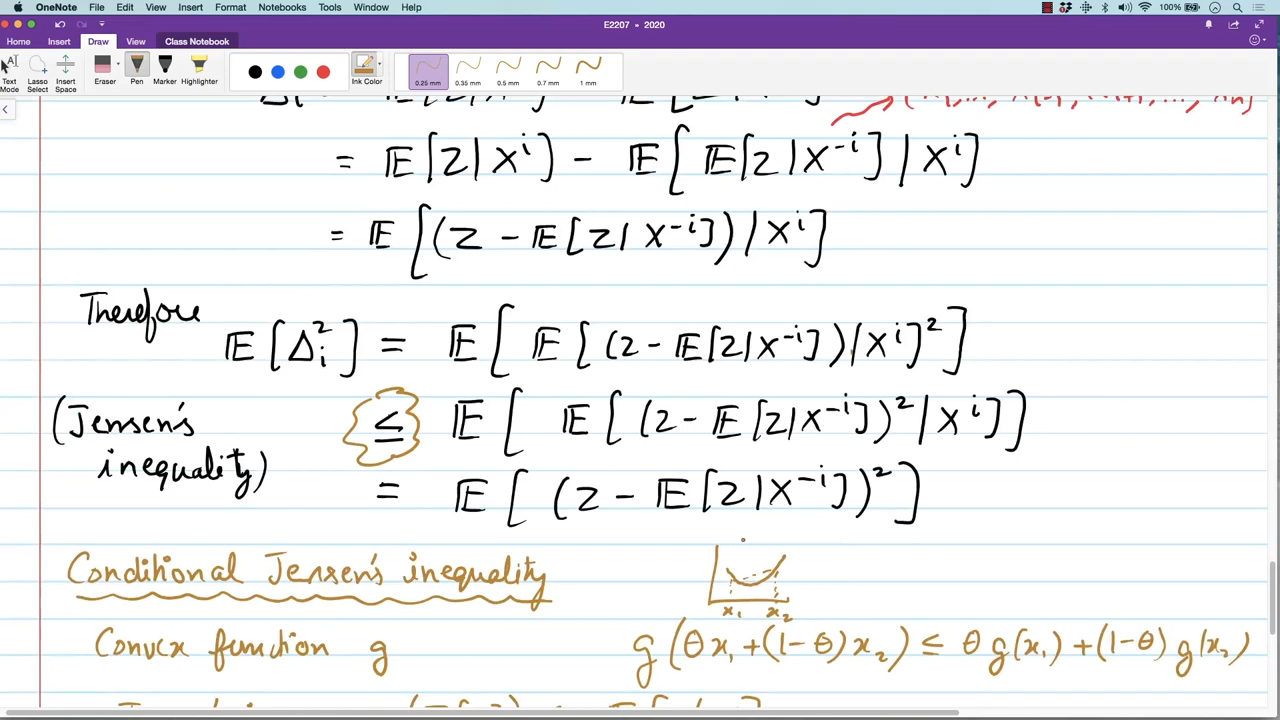 OneNote File Edit View Insert Format Notebooks Tools Window Help 100%
E2207 – 2020
Home Insert Draw View Class Notebook
Text Mode Lasso Select Insert Space Eraser Pen Marker Highlighter Ink Color 0.25 mm 0.35 mm 0.5 mm 0.7 mm 1 mm
= 𝔼[Z|X^i] - 𝔼[𝔼[Z|X^{-i}]|X^i]
= 𝔼[(Z - 𝔼[Z|X^{-i}])|X^i]
Therefore
𝔼[Δ_i^2] = 𝔼[𝔼[(Z - 𝔼[Z|X^{-i}])|X^i]^2]
(Jensen's inequality) ≤ 𝔼[𝔼[(Z - 𝔼[Z|X^{-i}])^2|X^i]]
= 𝔼[(Z - 𝔼[Z|X^{-i}])^2]
Conditional Jensen's inequality
x_1 x_2
Convex function g g(θx_1 + (1-θ)x_2) ≤ θg(x_1) + (1-θ)g(x_2)